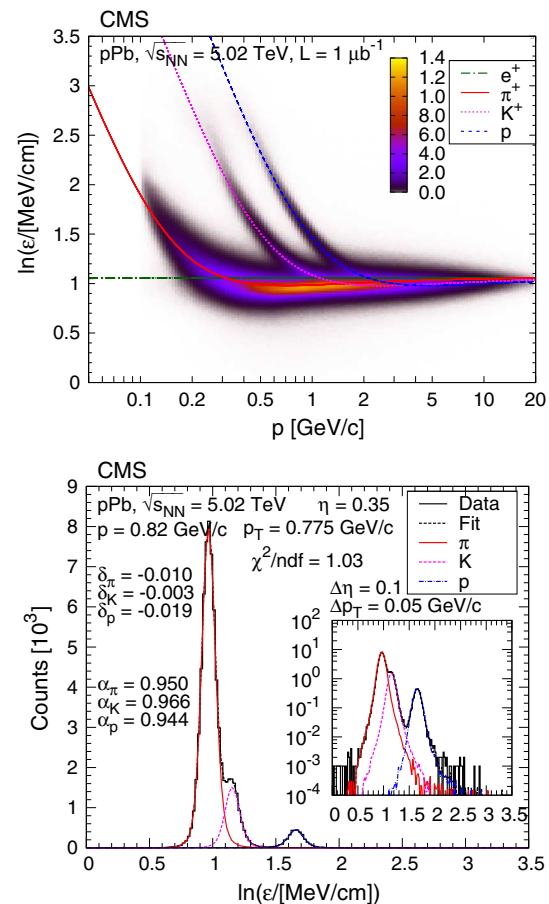 CMS
pPb, √sNN = 5.02 TeV, L = 1 μb⁻¹
3.5
3
2.5
2
1.5
1
0.5
0
ln(ε/[MeV/cm])
1.4
1.2
1.0
8.0
6.0
4.0
2.0
0.0
e⁺
π⁺
K⁺
p
0.1 0.2 0.5 1 2 5 10 20
p [GeV/c]
CMS
pPb, √sNN = 5.02 TeV η = 0.35
p = 0.82 GeV/c pT = 0.775 GeV/c
χ²/ndf = 1.03
Data
Fit
π
K
p
δπ = -0.010
δK = -0.003
δp = -0.019
απ = 0.950
αK = 0.966
αp = 0.944
Δη = 0.1
ΔpT = 0.05 GeV/c
10²
10¹
10⁰
10⁻¹
10⁻²
10⁻³
10⁻⁴
0 0.5 1 1.5 2 2.5 3 3.5
9
8
7
6
5
4
3
2
1
0
Counts [10³]
0 0.5 1 1.5 2 2.5 3 3.5
ln(ε/[MeV/cm])